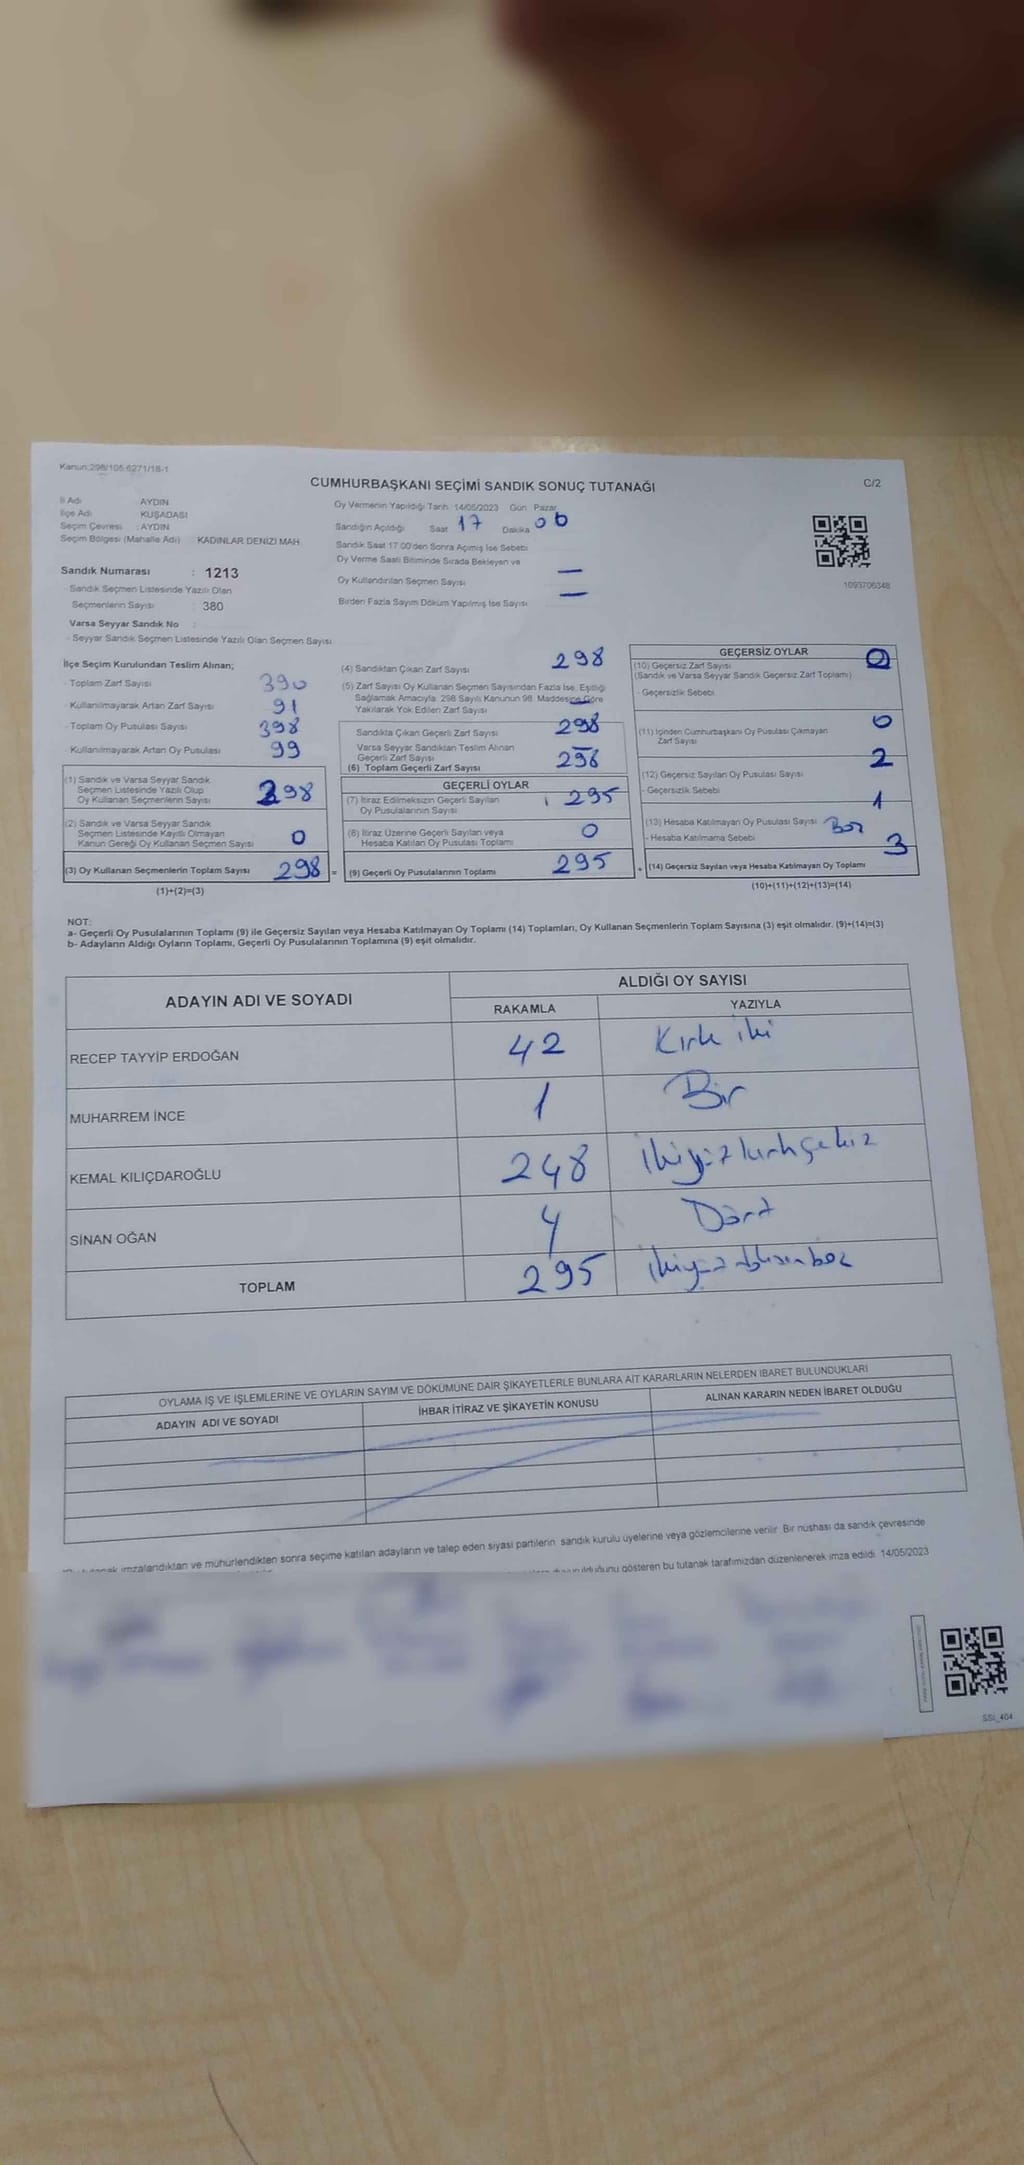 Kanun:298/105 6271/18-1
CUMHURBAŞKANI SEÇİMİ SANDIK SONUÇ TUTANAĞI
C/2
İl Adı : AYDIN
İlçe Adı : KUŞADASI
Seçim Çevresi : AYDIN
Seçim Bölgesi (Mahalle Adı) KADINLAR DENİZİ MAH.
Sandık Numarası : 1213
- Sandık Seçmen Listesinde Yazılı Olan
Seçmenlerin Sayısı : 380
Varsa Seyyar Sandık No :
- Seyyar Sandık Seçmen Listesinde Yazılı Olan Seçmen Sayısı
Oy Vermenin Yapıldığı Tarih 14/05/2023 Gün Pazar
Sandığın Açıldığı Saat 17 Dakika 06
Sandık Saat 17:00'den Sonra Açılmış İse Sebebi
Oy Verme Saati Bitiminde Sırada Bekleyen ve
Oy Kullandırılan Seçmen Sayısı —
Birden Fazla Sayım Döküm Yapılmış İse Sayısı —
1093706348
İlçe Seçim Kurulundan Teslim Alınan;
- Toplam Zarf Sayısı 390
- Kullanılmayarak Artan Zarf Sayısı 91
- Toplam Oy Pusulası Sayısı 398
- Kullanılmayarak Artan Oy Pusulası 99
(1) Sandık ve Varsa Seyyar Sandık
Seçmen Listesinde Yazılı Olup
Oy Kullanan Seçmenlerin Sayısı 298
(2) Sandık ve Varsa Seyyar Sandık
Seçmen Listesinde Kayıtlı Olmayan
Kanun Gereği Oy Kullanan Seçmen Sayısı 0
(3) Oy Kullanan Seçmenlerin Toplam Sayısı 298 =
(1)+(2)=(3)
(4) Sandıktan Çıkan Zarf Sayısı 298
(5) Zarf Sayısı Oy Kullanan Seçmen Sayısından Fazla İse, Eşitliği
Sağlamak Amacıyla, 298 Sayılı Kanunun 98. Maddesine Göre
Yakılarak Yok Edilen Zarf Sayısı —
Sandıkta Çıkan Geçerli Zarf Sayısı 298
Varsa Seyyar Sandıktan Teslim Alınan
Geçerli Zarf Sayısı —
(6) Toplam Geçerli Zarf Sayısı 298
GEÇERLİ OYLAR
(7) İtiraz Edilmeksizin Geçerli Sayılan
Oy Pusulalarının Sayısı 295
(8) İtiraz Üzerine Geçerli Sayılan veya
Hesaba Katılan Oy Pusulası Toplamı 0
(9) Geçerli Oy Pusulalarının Toplamı 295 +
GEÇERSİZ OYLAR
(10) Geçersiz Zarf Sayısı 0
(Sandık ve Varsa Seyyar Sandık Geçersiz Zarf Toplamı)
- Geçersizlik Sebebi
(11) İçinden Cumhurbaşkanı Oy Pusulası Çıkmayan 0
Zarf Sayısı
(12) Geçersiz Sayılan Oy Pusulası Sayısı 2
- Geçersizlik Sebebi
(13) Hesaba Katılmayan Oy Pusulası Sayısı 1
- Hesaba Katılmama Sebebi Boş
(14) Geçersiz Sayılan veya Hesaba Katılmayan Oy Toplamı 3
(10)+(11)+(12)+(13)=(14)
NOT:
a- Geçerli Oy Pusulalarının Toplamı (9) ile Geçersiz Sayılan veya Hesaba Katılmayan Oy Toplamı (14) Toplamları, Oy Kullanan Seçmenlerin Toplam Sayısına (3) eşit olmalıdır. (9)+(14)=(3)
b- Adayların Aldığı Oyların Toplamı, Geçerli Oy Pusulalarının Toplamına (9) eşit olmalıdır.
ADAYIN ADI VE SOYADI
ALDIĞI OY SAYISI
RAKAMLA YAZIYLA
RECEP TAYYİP ERDOĞAN 42 Kırk iki
MUHARREM İNCE 1 Bir
KEMAL KILIÇDAROĞLU 248 İkiyüz kırk sekiz
SİNAN OĞAN 4 Dört
TOPLAM 295 İkiyüz doksan beş
OYLAMA İŞ VE İŞLEMLERİNE VE OYLARIN SAYIM VE DÖKÜMÜNE DAİR ŞİKAYETLERLE BUNLARA AİT KARARLARIN NELERDEN İBARET BULUNDUKLARI
ADAYIN ADI VE SOYADI İHBAR İTİRAZ VE ŞİKAYETİN KONUSU ALINAN KARARIN NEDEN İBARET OLDUĞU
imzalandıktan ve mühürlendikten sonra seçime katılan adayların ve talep eden siyasi partilerin sandık kurulu üyelerine veya gözlemcilerine verilir. Bir nüshası da sandık çevresinde
gösteren bu tutanak tarafımızdan düzenlenerek imza edildi. 14/05/2023
SSI_404